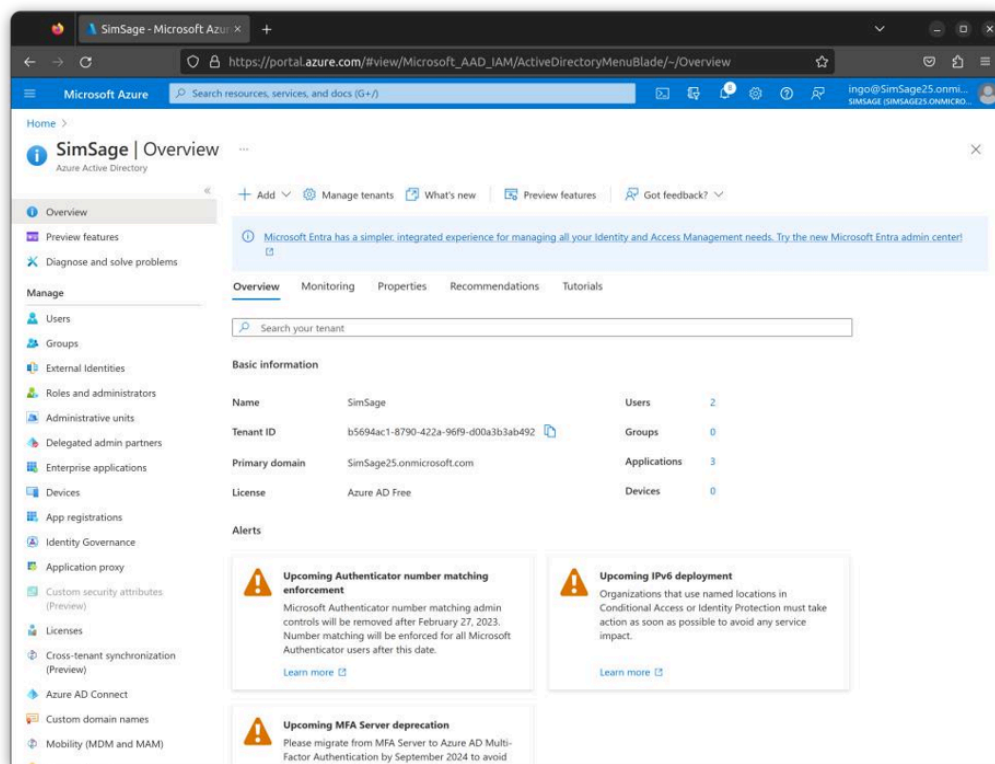 SimSage - Microsoft Azu
https://portal.azure.com/#view/Microsoft_AAD_IAM/ActiveDirectoryMenuBlade/~/Overview
Microsoft Azure
Search resources, services, and docs (G+/)
8
ingo@SimSage25.onmi...
SIMSAGE (SIMSAGE25.ONMICRO...
Home >
SimSage | Overview ...
Azure Active Directory
«
Add
Manage tenants
What's new
Preview features
Got feedback?
Overview
Preview features
Diagnose and solve problems
Manage
Users
Groups
External Identities
Roles and administrators
Administrative units
Delegated admin partners
Enterprise applications
Devices
App registrations
Identity Governance
Application proxy
Custom security attributes
(Preview)
Licenses
Cross-tenant synchronization
(Preview)
Azure AD Connect
Custom domain names
Mobility (MDM and MAM)
Microsoft Entra has a simpler, integrated experience for managing all your Identity and Access Management needs. Try the new Microsoft Entra admin center!
Overview Monitoring Properties Recommendations Tutorials
Search your tenant
Basic information
Name SimSage Users 2
Tenant ID b5694ac1-8790-422a-96f9-d00a3b3ab492 Groups 0
Primary domain SimSage25.onmicrosoft.com Applications 3
License Azure AD Free Devices 0
Alerts
Upcoming Authenticator number matching
enforcement
Microsoft Authenticator number matching admin
controls will be removed after February 27, 2023.
Number matching will be enforced for all Microsoft
Authenticator users after this date.
Learn more
Upcoming IPv6 deployment
Organizations that use named locations in
Conditional Access or Identity Protection must take
action as soon as possible to avoid any service
impact.
Learn more
Upcoming MFA Server deprecation
Please migrate from MFA Server to Azure AD Multi-
Factor Authentication by September 2024 to avoid